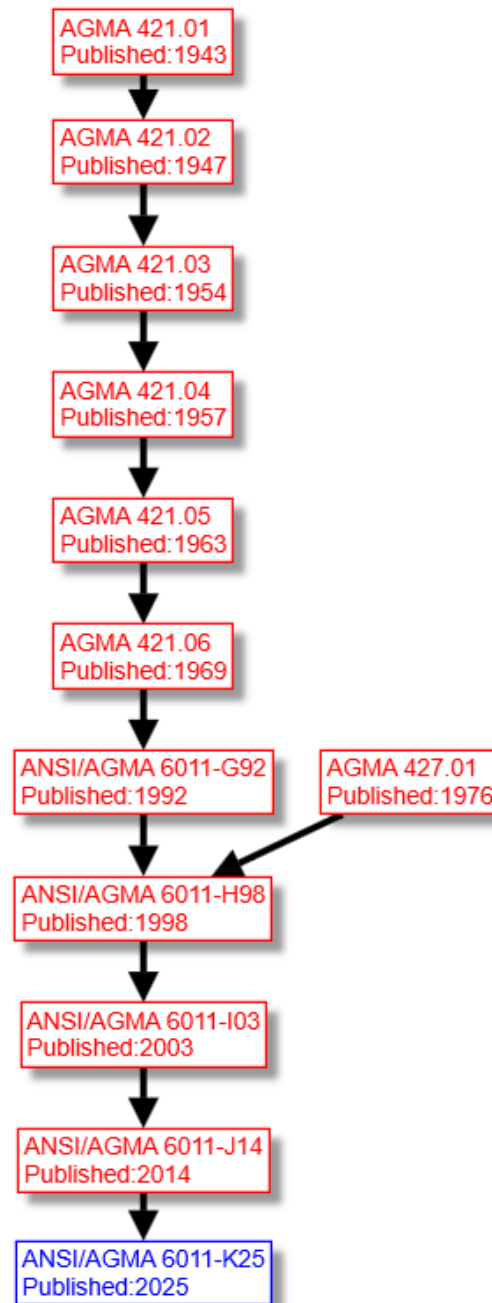 AGMA 421.01
Published:1943
AGMA 421.02
Published:1947
AGMA 421.03
Published:1954
AGMA 421.04
Published:1957
AGMA 421.05
Published:1963
AGMA 421.06
Published:1969
ANSI/AGMA 6011-G92
Published:1992
AGMA 427.01
Published:1976
ANSI/AGMA 6011-H98
Published:1998
ANSI/AGMA 6011-I03
Published:2003
ANSI/AGMA 6011-J14
Published:2014
ANSI/AGMA 6011-K25
Published:2025